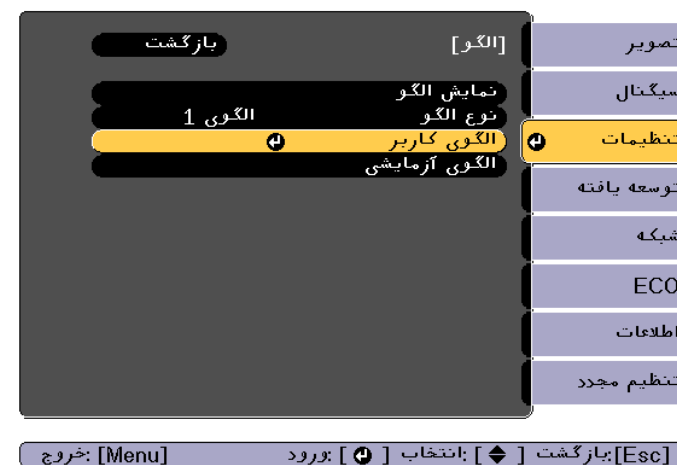 [الگو] بازگشت
نمایش الگو
نوع الگو الگوی 1
الگوی کاربر
الگوی آزمایشی
تصویر
سیگنال
تنظیمات
توسعه یافته
شبکه
ECO
اطلاعات
تنظیم مجدد
[Esc]:بازگشت [ ] :انتخاب [ ] :ورود [Menu] :خروج